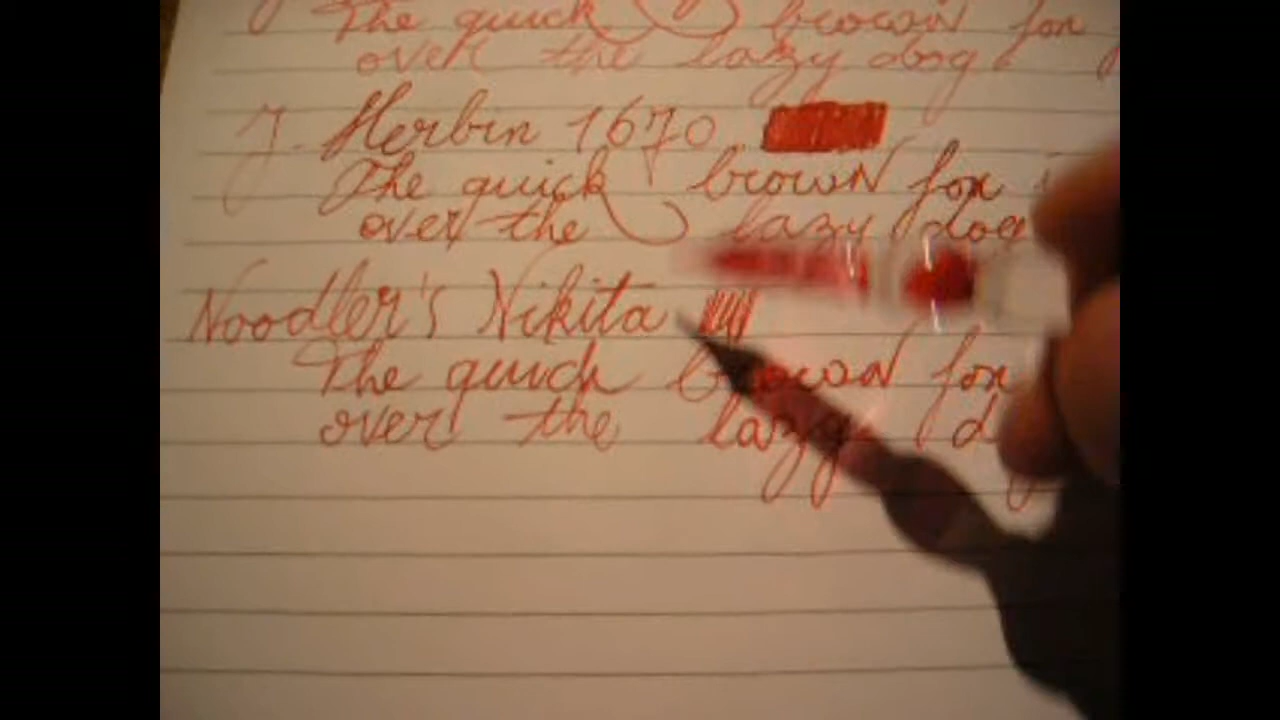 The quick brown fox
over the lazy dog
J. Herbin 1670
The quick brown fox
over the lazy dog
Noodler's Nikita
The quick brown fox
over the lazy